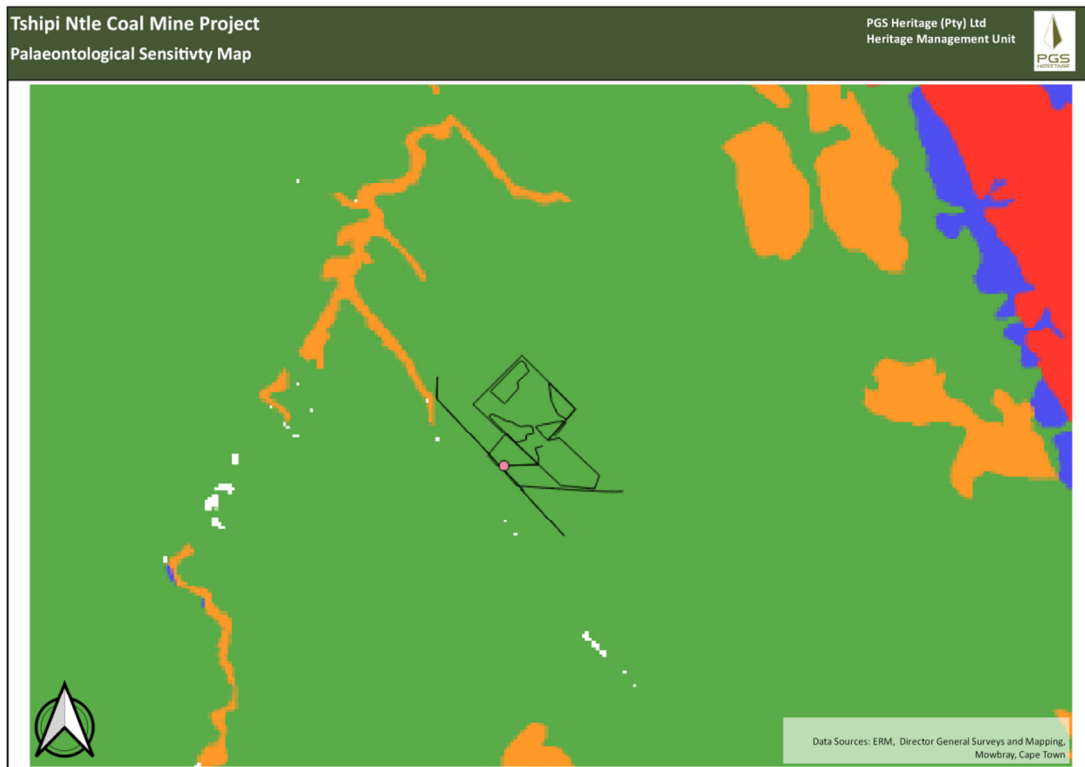 Tshipi Ntle Coal Mine Project
Palaeontological Sensitivty Map
PGS Heritage (Pty) Ltd
Heritage Management Unit
PGS
HERITAGE
Data Sources: ERM, Director General Surveys and Mapping,
Mowbray, Cape Town